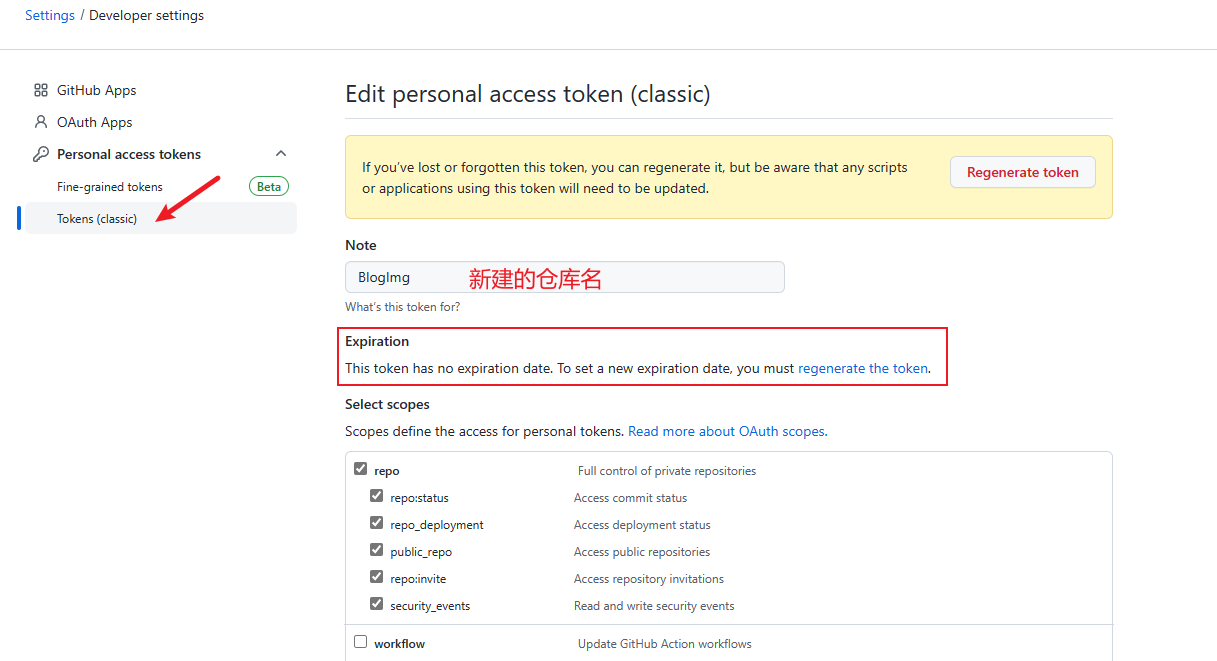 Settings / Developer settings
GitHub Apps
OAuth Apps
Personal access tokens
Fine-grained tokens Beta
Tokens (classic)
Edit personal access token (classic)
If you've lost or forgotten this token, you can regenerate it, but be aware that any scripts
or applications using this token will need to be updated.
Regenerate token
Note
BlogImg 新建的仓库名
What's this token for?
Expiration
This token has no expiration date. To set a new expiration date, you must regenerate the token.
Select scopes
Scopes define the access for personal tokens. Read more about OAuth scopes.
repo Full control of private repositories
repo:status Access commit status
repo_deployment Access deployment status
public_repo Access public repositories
repo:invite Access repository invitations
security_events Read and write security events
workflow Update GitHub Action workflows